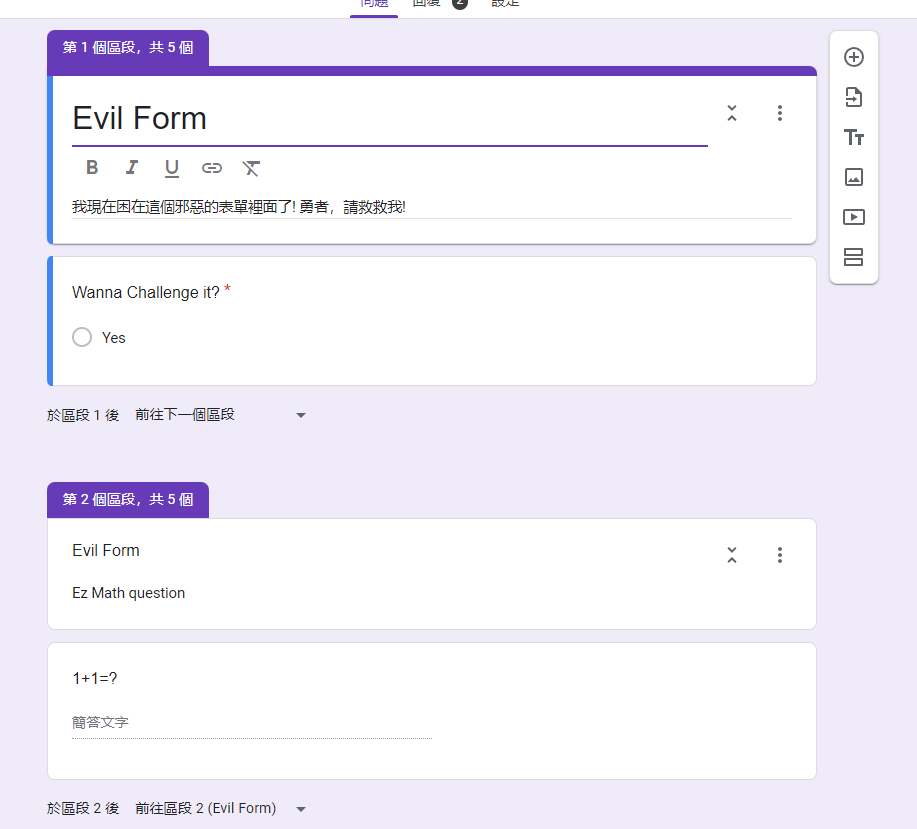 問題 回覆 2 設定
第 1 個區段，共 5 個
Evil Form
B I U
我現在困在這個邪惡的表單裡面了! 勇者，請救救我!
Wanna Challenge it? *
Yes
於區段 1 後 前往下一個區段
第 2 個區段，共 5 個
Evil Form
Ez Math question
1+1=?
簡答文字
於區段 2 後 前往區段 2 (Evil Form)